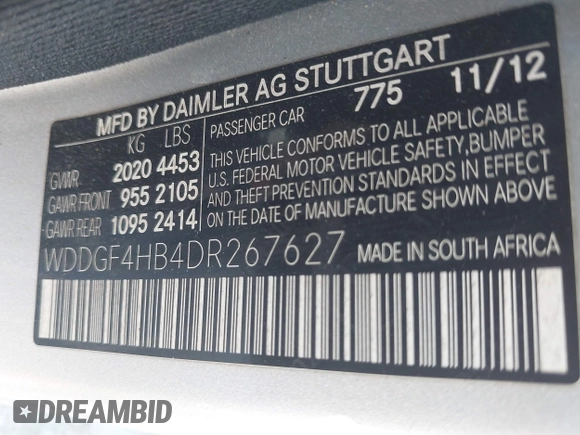 MFD BY DAIMLER AG STUTTGART
KG LBS PASSENGER CAR 775 11/12
GVWR 2020 4453
GAWR FRONT 955 2105
GAWR REAR 1095 2414
THIS VEHICLE CONFORMS TO ALL APPLICABLE
U.S. FEDERAL MOTOR VEHICLE SAFETY, BUMPER
AND THEFT PREVENTION STANDARDS IN EFFECT
ON THE DATE OF MANUFACTURE SHOWN ABOVE
WDDGF4HB4DR267627 MADE IN SOUTH AFRICA
DREAMBID